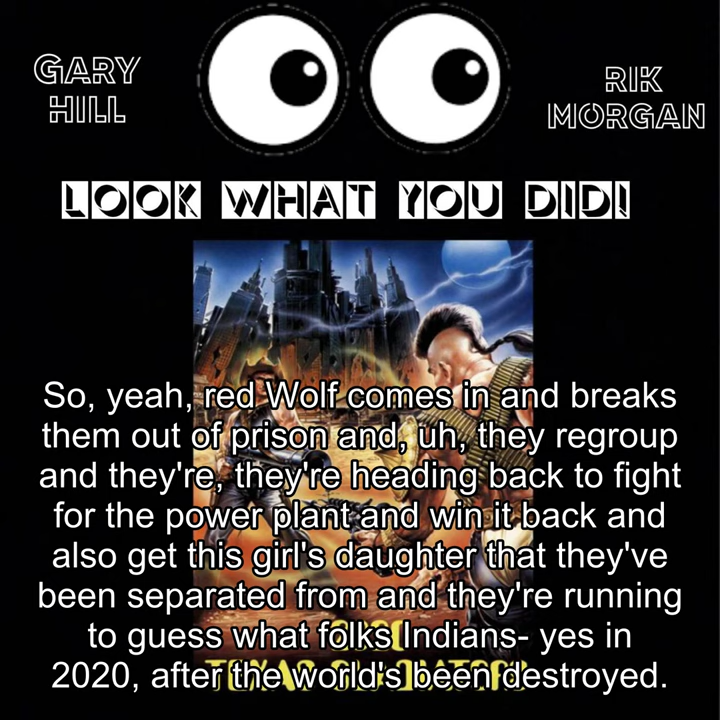 GARY
HILL
RIK
MORGAN
LOOK WHAT YOU DID!
So, yeah, red Wolf comes in and breaks
them out of prison and, uh, they regroup
and they're, they're heading back to fight
for the power plant and win it back and
also get this girl's daughter that they've
been separated from and they're running
to guess what folks Indians- yes in
2020, after the world's been destroyed.